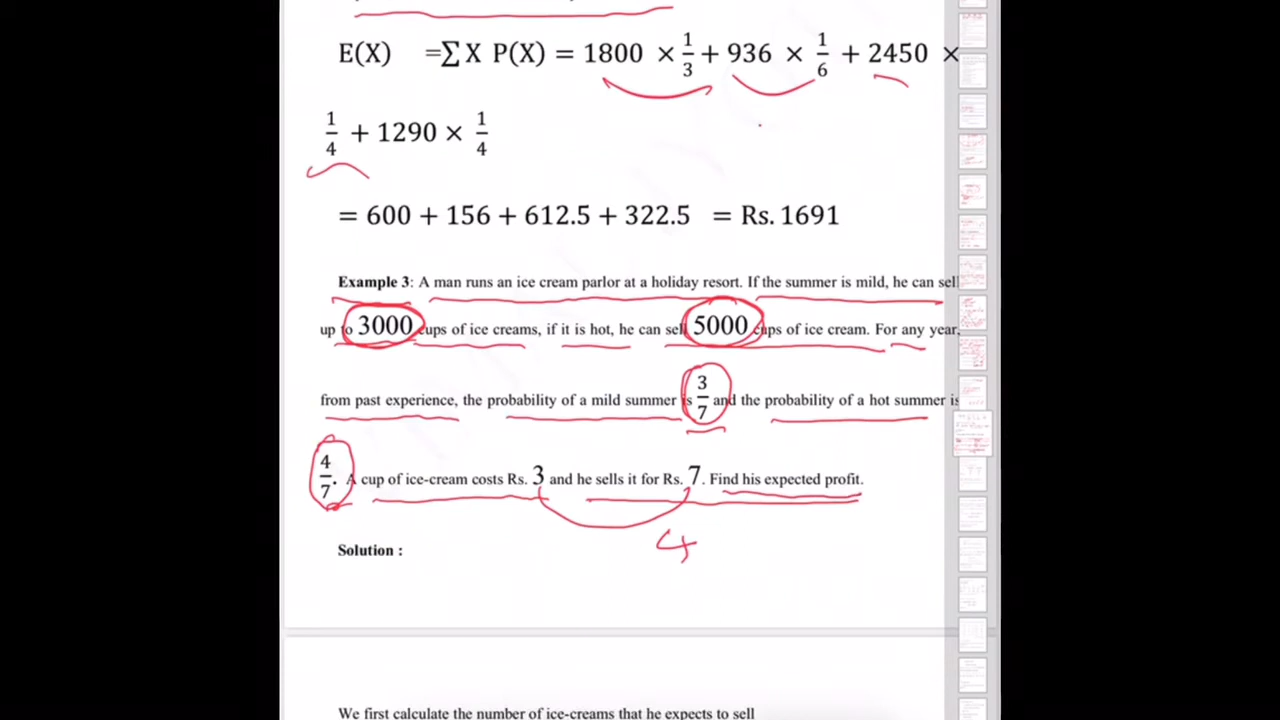 E(X) =∑ X P(X) = 1800 × 1/3 + 936 × 1/6 + 2450 ×
1/4 + 1290 × 1/4
= 600 + 156 + 612.5 + 322.5 = Rs. 1691
Example 3: A man runs an ice cream parlor at a holiday resort. If the summer is mild, he can sell
up to 3000 cups of ice creams, if it is hot, he can sell 5000 cups of ice cream. For any year,
from past experience, the probability of a mild summer is 3/7 and the probability of a hot summer is
4/7. A cup of ice-cream costs Rs. 3 and he sells it for Rs. 7. Find his expected profit.
4
Solution :
We first calculate the number of ice-creams that he expects to sell